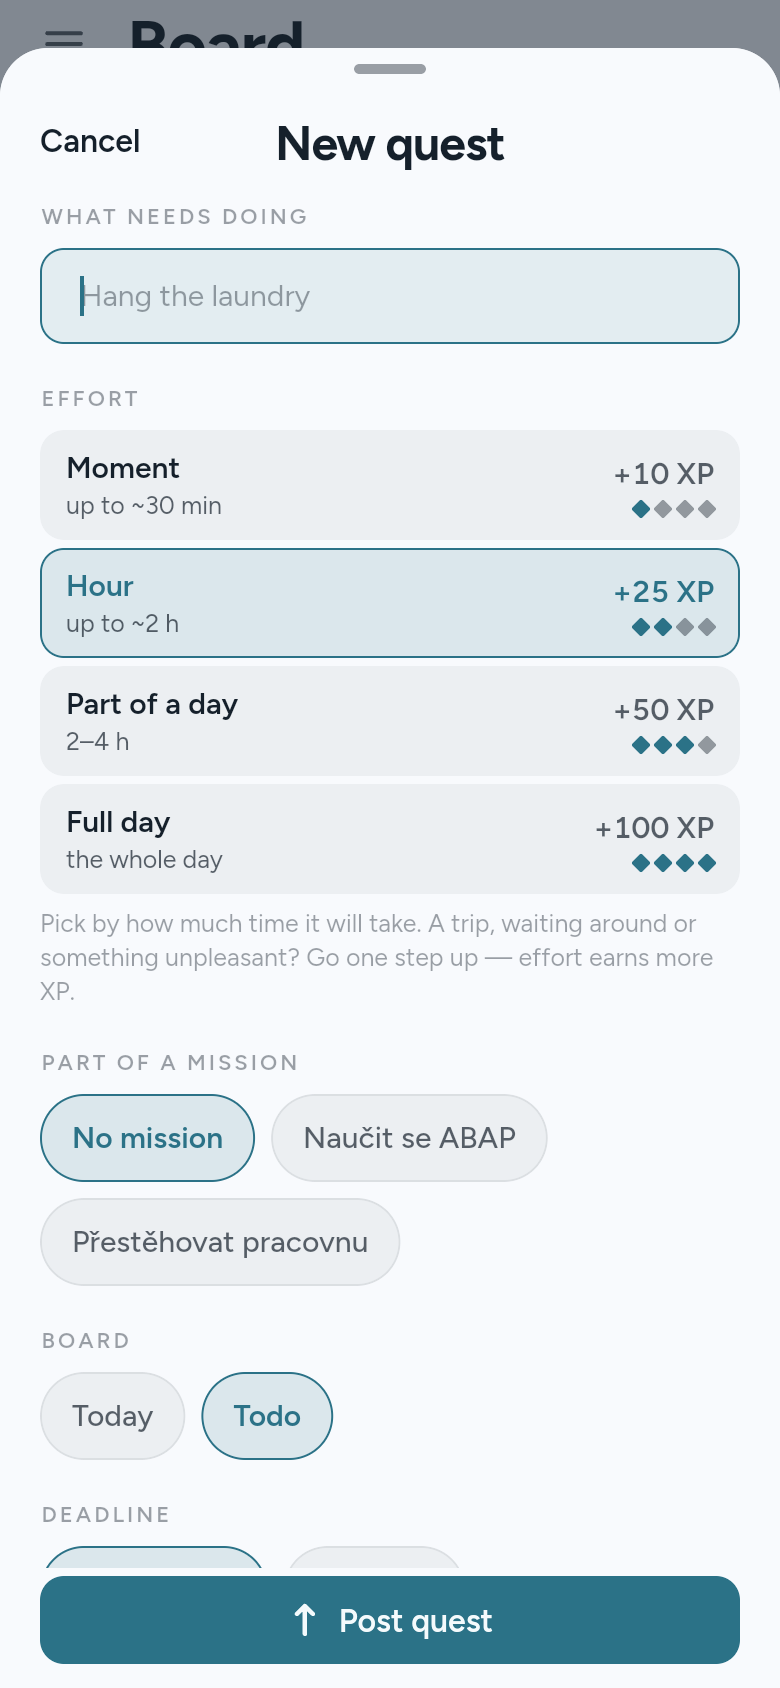 Board
Cancel
New quest
WHAT NEEDS DOING
Hang the laundry
EFFORT
Moment
+10 XP
up to ~30 min
Hour
+25 XP
up to ~2 h
Part of a day
+50 XP
2–4 h
Full day
+100 XP
the whole day
Pick by how much time it will take. A trip, waiting around or
something unpleasant? Go one step up — effort earns more
XP.
PART OF A MISSION
No mission
Naučit se ABAP
Přestěhovat pracovnu
BOARD
Today
Todo
DEADLINE
Post quest